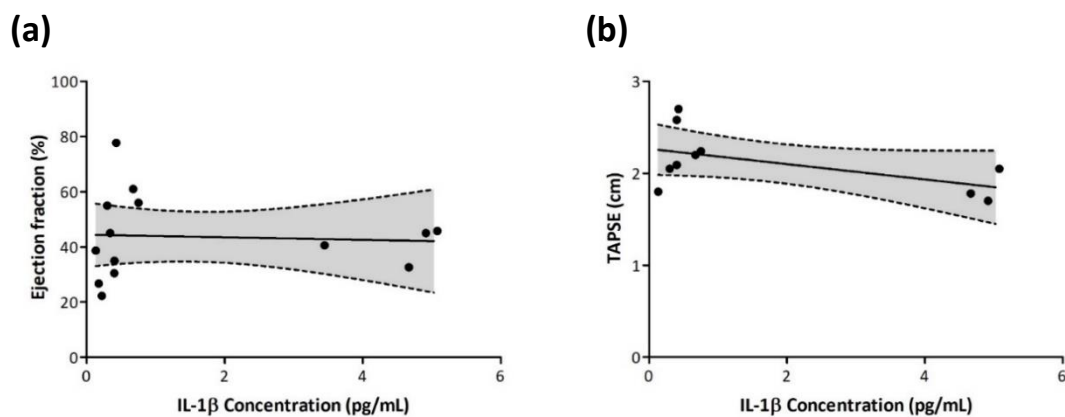 (a)
(b)
Ejection fraction (%)
100
80
60
40
20
0
0 2 4 6
IL-1β Concentration (pg/mL)
TAPSE (cm)
3
2
1
0
0 2 4 6
IL-1β Concentration (pg/mL)